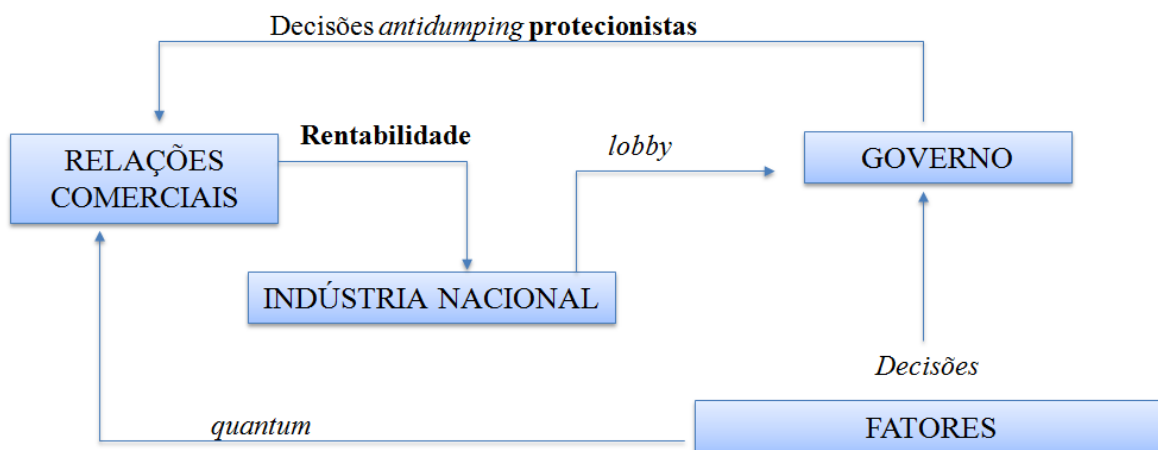 Decisões antidumping protecionistas
Rentabilidade
lobby
RELAÇÕES
COMERCIAIS
GOVERNO
INDÚSTRIA NACIONAL
Decisões
quantum
FATORES